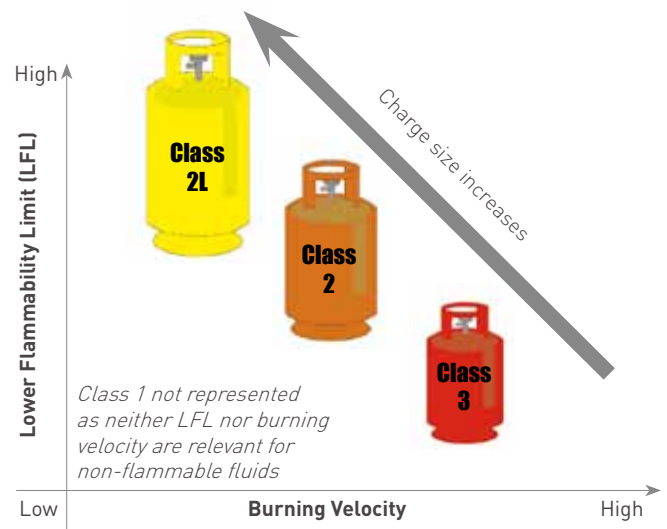 High
Lower Flammability Limit (LFL)
Class
2L
Class
2
Class
3
Charge size increases
Class 1 not represented
as neither LFL nor burning
velocity are relevant for
non-flammable fluids
Low
Burning Velocity
High